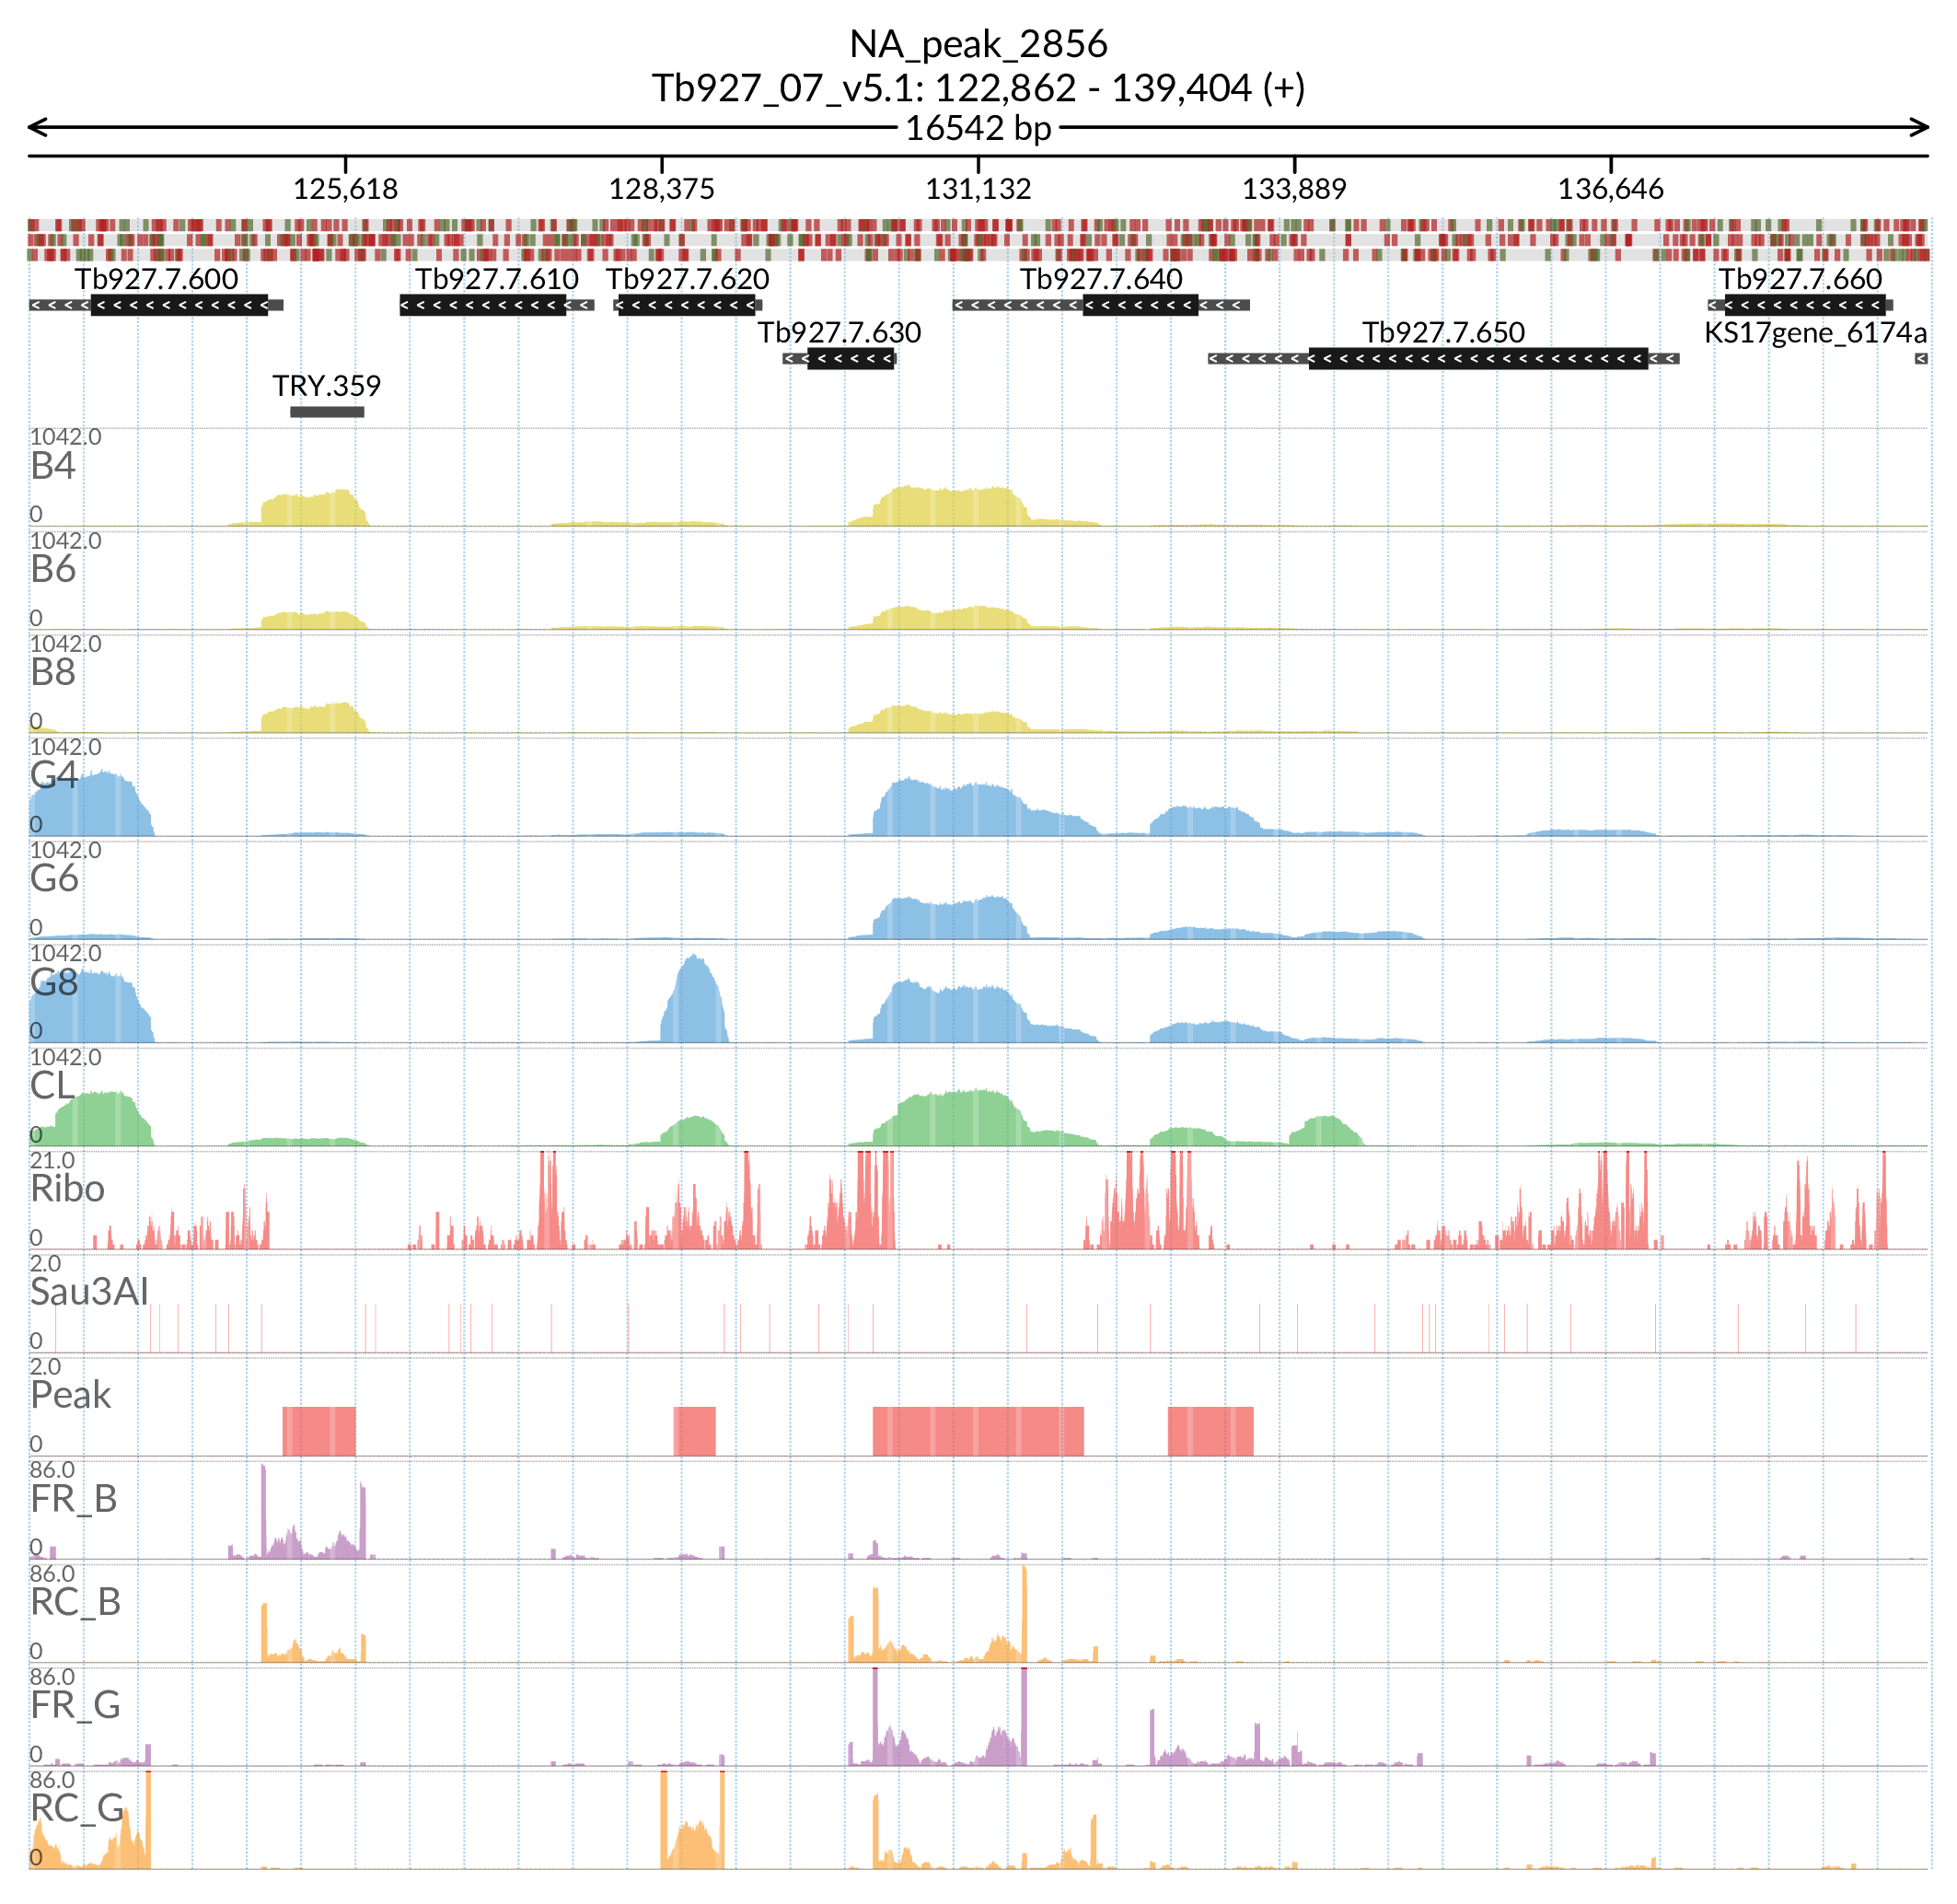 NA_peak_2856
Tb927_07_v5.1: 122,862 - 139,404 (+)
16542 bp
125,618 128,375 131,132 133,889 136,646
Tb927.7.600 Tb927.7.610 Tb927.7.620 Tb927.7.640 Tb927.7.660
Tb927.7.630 Tb927.7.650 KS17gene_6174a
TRY.359
1042.0
B4
0
1042.0
B6
0
1042.0
B8
0
1042.0
G4
0
1042.0
G6
0
1042.0
G8
0
1042.0
CL
0
21.0
Ribo
0
2.0
Sau3AI
0
2.0
Peak
0
86.0
FR_B
0
86.0
RC_B
0
86.0
FR_G
0
86.0
RC_G
0